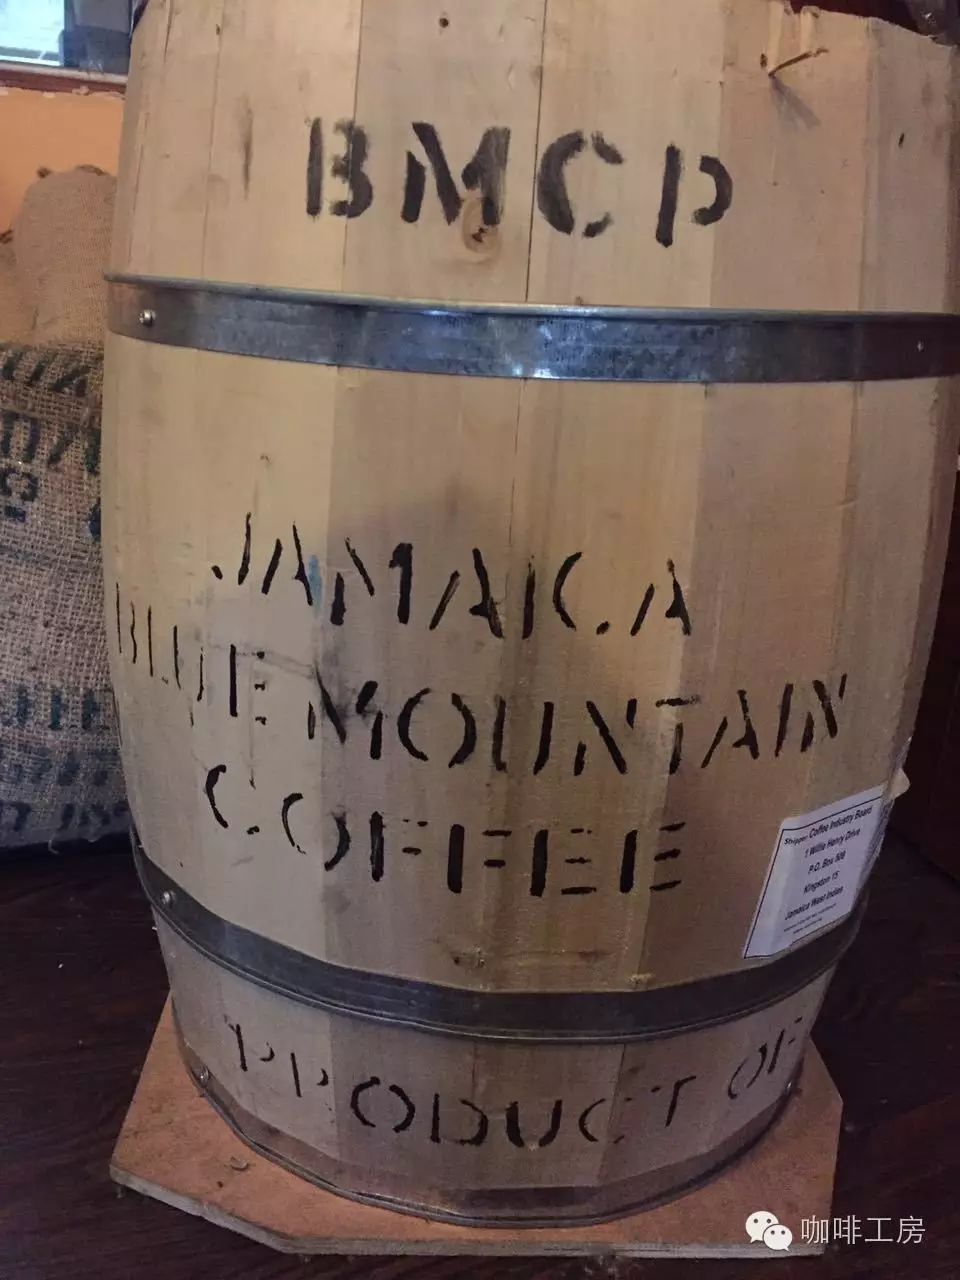 BMCP
JAMAICA
BLUE MOUNTAIN
COFFEE
Shipper: Coffee Industry Board
1 Willie Henry Drive
P.O. Box 508
Kingston 15
Jamaica West Indies
PRODUCT OF
咖啡工房